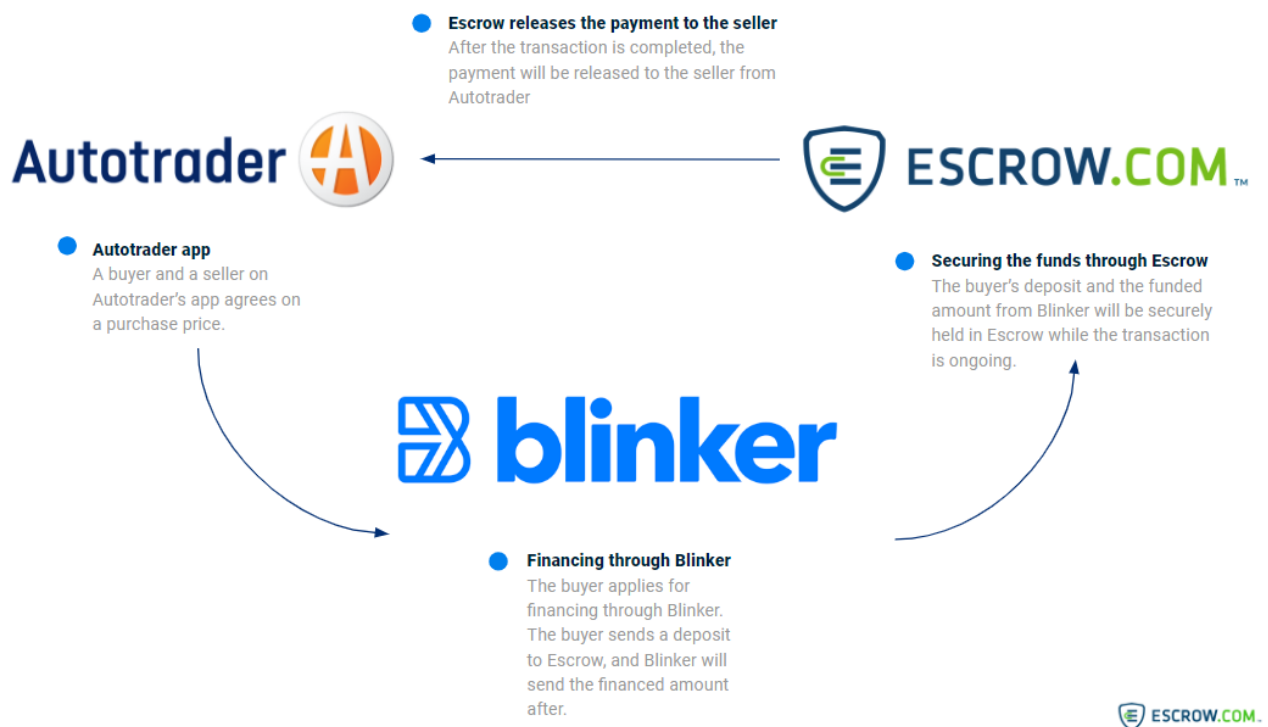 Escrow releases the payment to the seller
After the transaction is completed, the
payment will be released to the seller from
Autotrader
Autotrader
ESCROW.COM™
Autotrader app
A buyer and a seller on
Autotrader's app agrees on
a purchase price.
Securing the funds through Escrow
The buyer's deposit and the funded
amount from Blinker will be securely
held in Escrow while the transaction
is ongoing.
blinker
Financing through Blinker
The buyer applies for
financing through Blinker.
The buyer sends a deposit
to Escrow, and Blinker will
send the financed amount
after.
ESCROW.COM